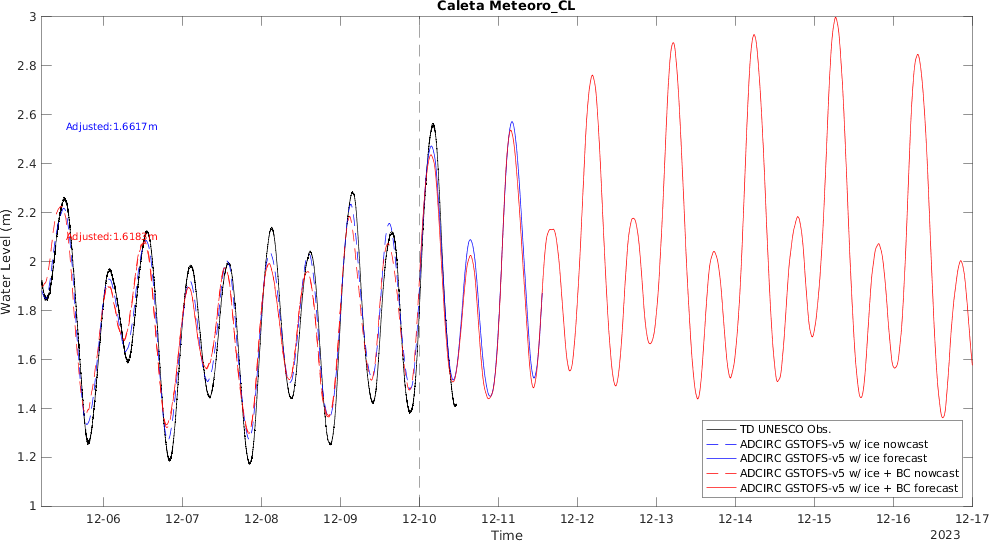 Caleta Meteoro_CL
3
2.8
2.6
2.4
2.2
2
1.8
1.6
1.4
1.2
1
Water Level (m)
Adjusted:1.6617m
12-06
12-07
12-08
12-09
12-10
12-11
12-12
12-13
12-14
12-15
12-16
12-17
Time
2023
TD UNESCO Obs.
ADCIRC GSTOFS-v5 w/ ice nowcast
ADCIRC GSTOFS-v5 w/ ice forecast
ADCIRC GSTOFS-v5 w/ ice + BC nowcast
ADCIRC GSTOFS-v5 w/ ice + BC forecast